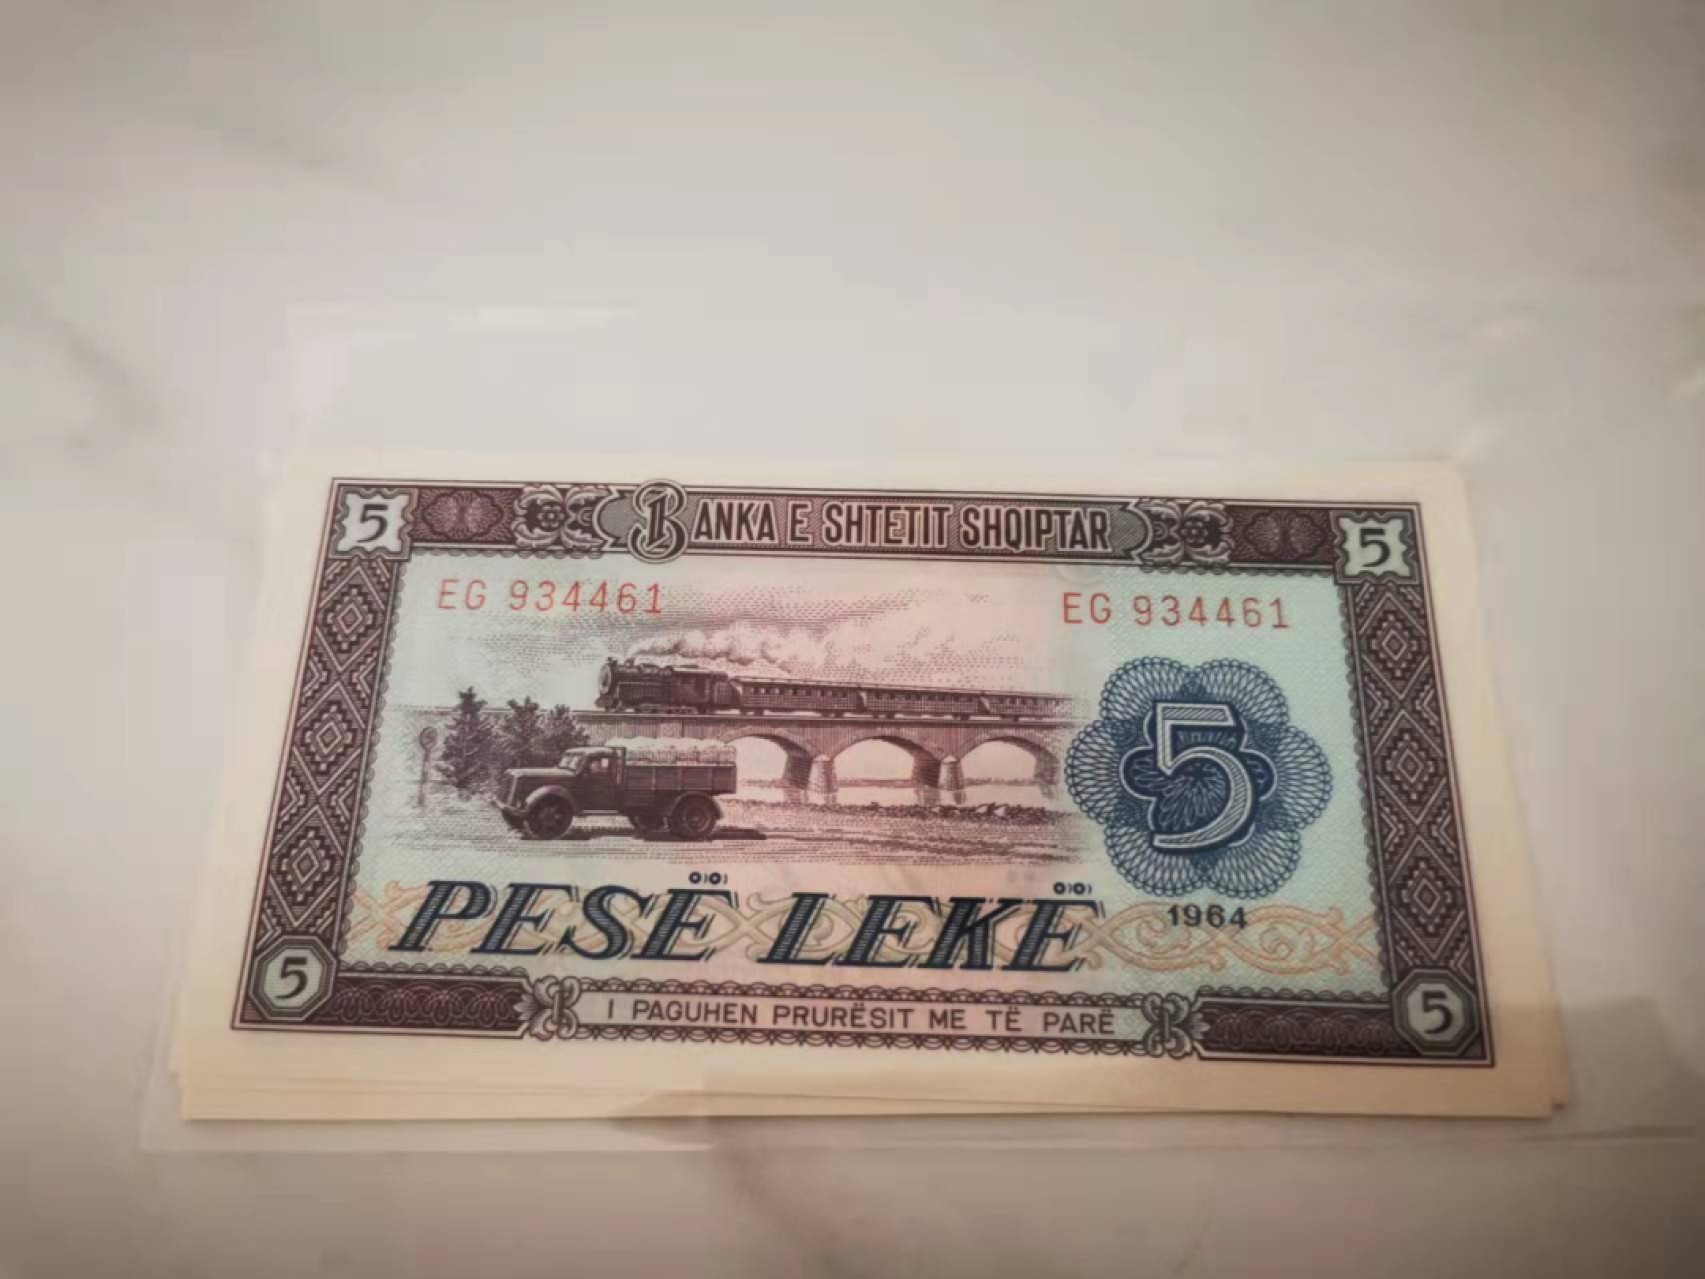 5 BANKA E SHTETIT SHQIPTAR 5
EG 934461 EG 934461
5
PESË LEKË 1964
5 I PAGUHEN PRURËSIT ME TË PARË 5